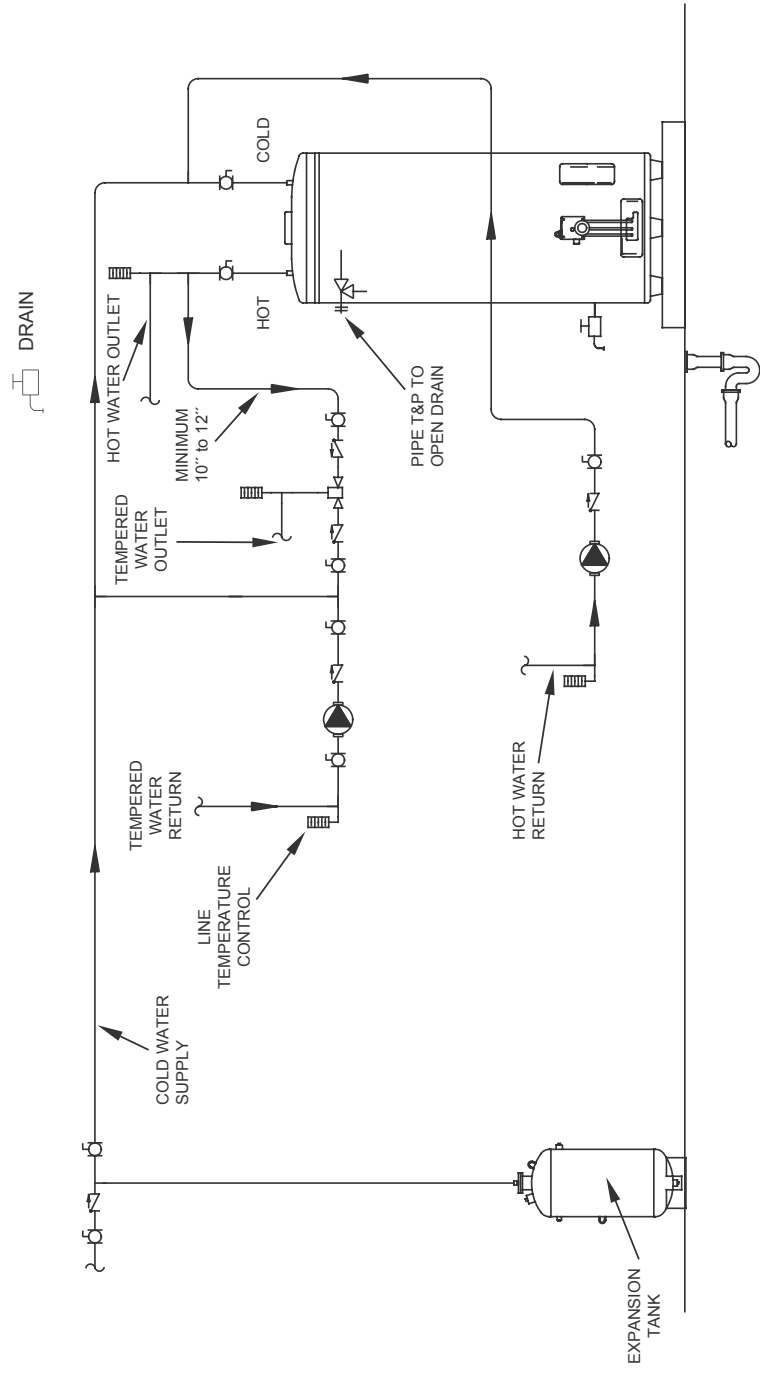 DRAIN
HOT WATER OUTLET
COLD
HOT
MINIMUM
10″ to 12″
TEMPERED
WATER
OUTLET
PIPE T&P TO
OPEN DRAIN
TEMPERED
WATER
RETURN
HOT WATER
RETURN
LINE
TEMPERATURE
CONTROL
COLD WATER
SUPPLY
EXPANSION
TANK